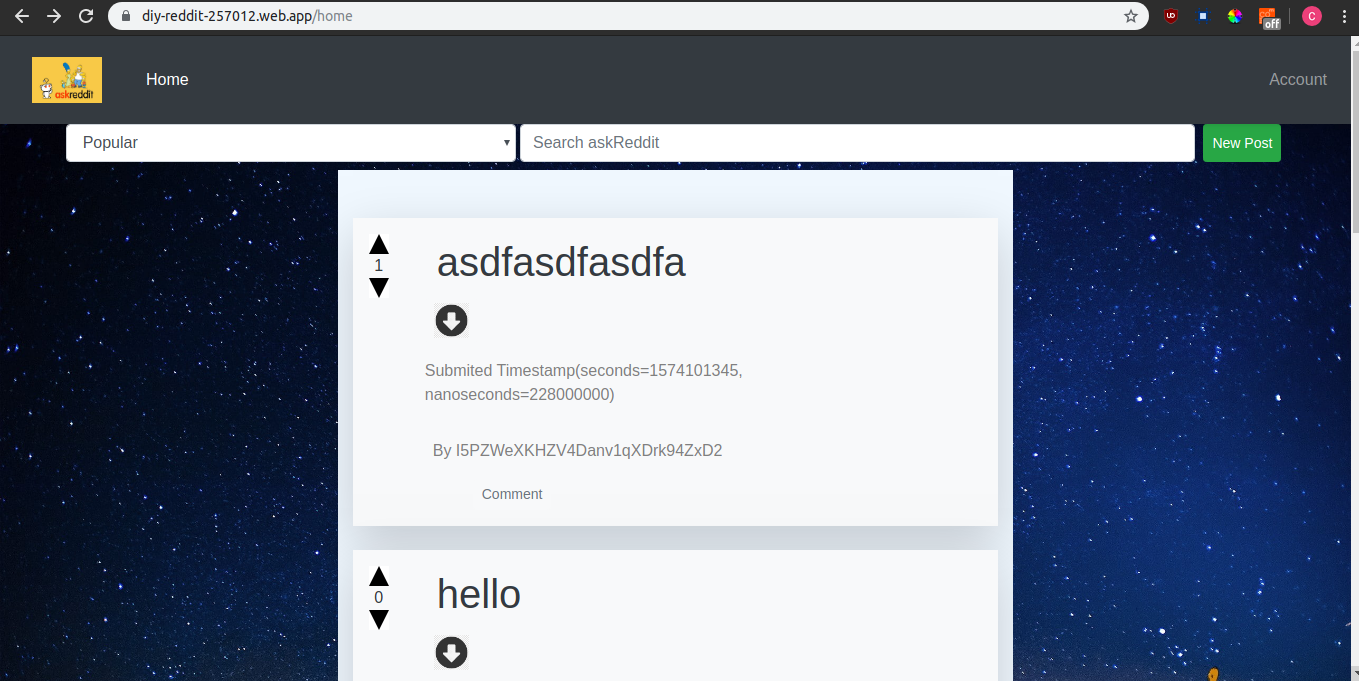 diy-reddit-257012.web.app/home
UD
off
C
askreddit
Home
Account
Popular
Search askReddit
New Post
1
asdfasdfasdfa
Submited Timestamp(seconds=1574101345,
nanoseconds=228000000)
By I5PZWeXKHZV4Danv1qXDrk94ZxD2
Comment
0
hello